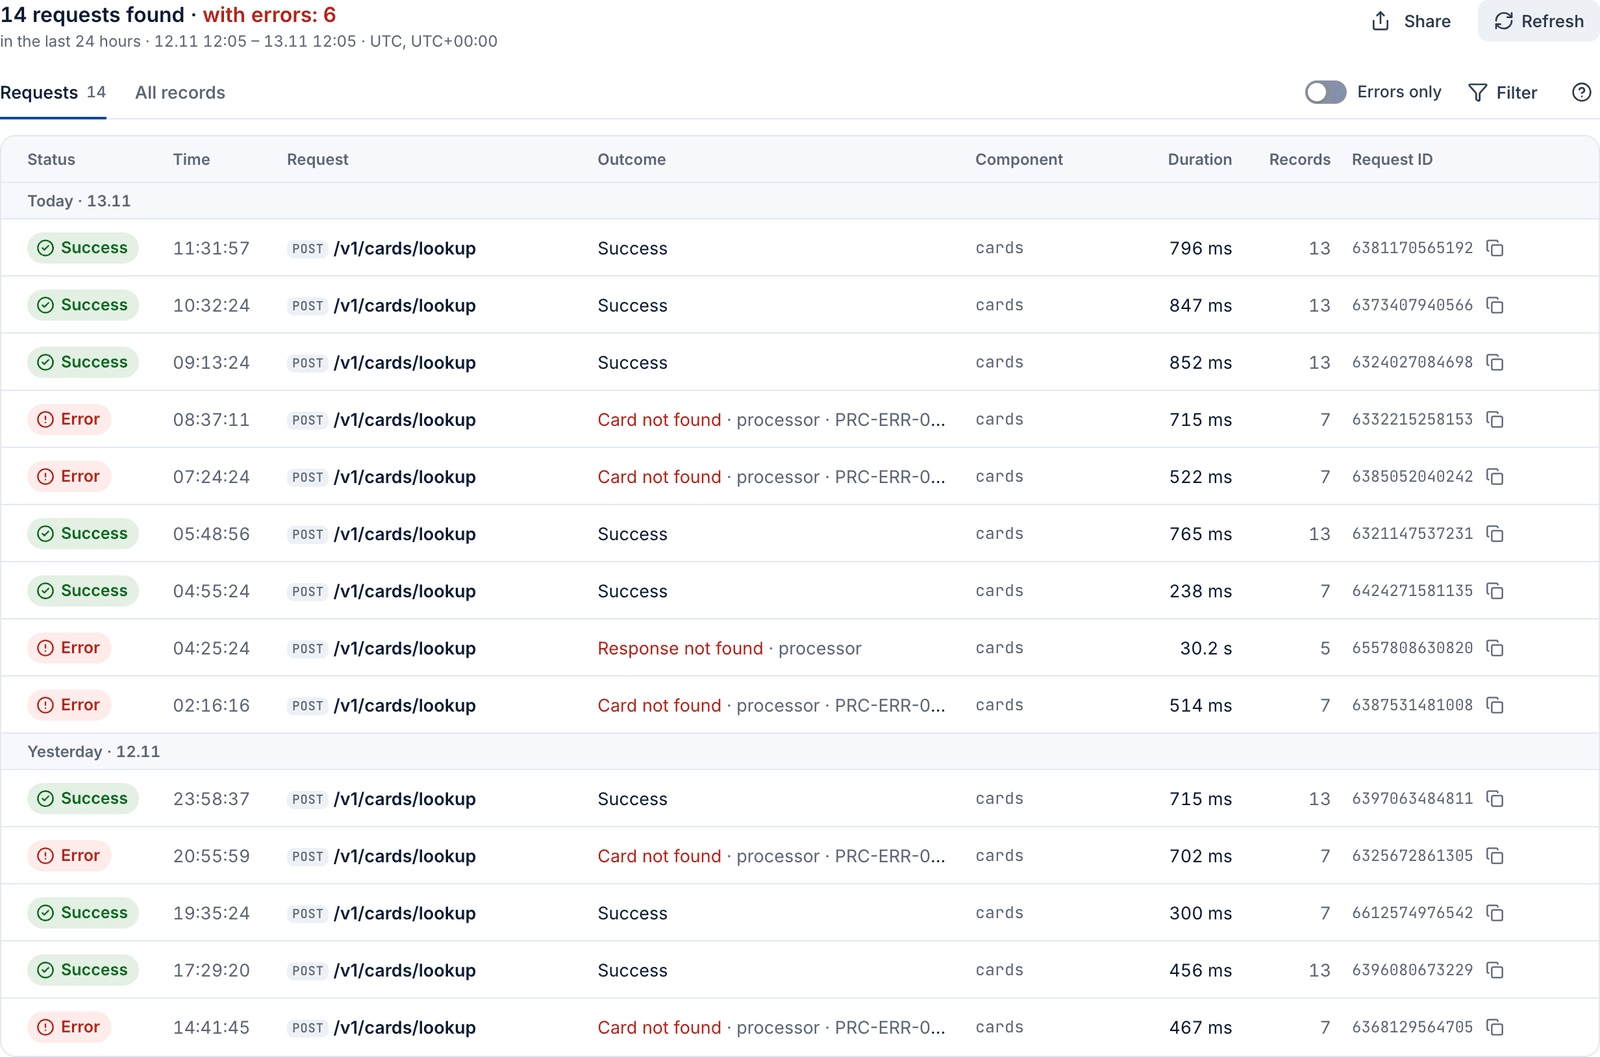 14 requests found · with errors: 6
in the last 24 hours · 12.11 12:05 – 13.11 12:05 · UTC, UTC+00:00
Share
Refresh
Requests 14 All records
Errors only Filter
Status Time Request Outcome Component Duration Records Request ID
Today · 13.11
Success 11:31:57 POST /v1/cards/lookup Success cards 796 ms 13 6381170565192
Success 10:32:24 POST /v1/cards/lookup Success cards 847 ms 13 6373407940566
Success 09:13:24 POST /v1/cards/lookup Success cards 852 ms 13 6324027084698
Error 08:37:11 POST /v1/cards/lookup Card not found · processor · PRC-ERR-0... cards 715 ms 7 6332215258153
Error 07:24:24 POST /v1/cards/lookup Card not found · processor · PRC-ERR-0... cards 522 ms 7 6385052040242
Success 05:48:56 POST /v1/cards/lookup Success cards 765 ms 13 6321147537231
Success 04:55:24 POST /v1/cards/lookup Success cards 238 ms 7 6424271581135
Error 04:25:24 POST /v1/cards/lookup Response not found · processor cards 30.2 s 5 6557808630820
Error 02:16:16 POST /v1/cards/lookup Card not found · processor · PRC-ERR-0... cards 514 ms 7 6387531481008
Yesterday · 12.11
Success 23:58:37 POST /v1/cards/lookup Success cards 715 ms 13 6397063484811
Error 20:55:59 POST /v1/cards/lookup Card not found · processor · PRC-ERR-0... cards 702 ms 7 6325672861305
Success 19:35:24 POST /v1/cards/lookup Success cards 300 ms 7 6612574976542
Success 17:29:20 POST /v1/cards/lookup Success cards 456 ms 13 6396080673229
Error 14:41:45 POST /v1/cards/lookup Card not found · processor · PRC-ERR-0... cards 467 ms 7 6368129564705